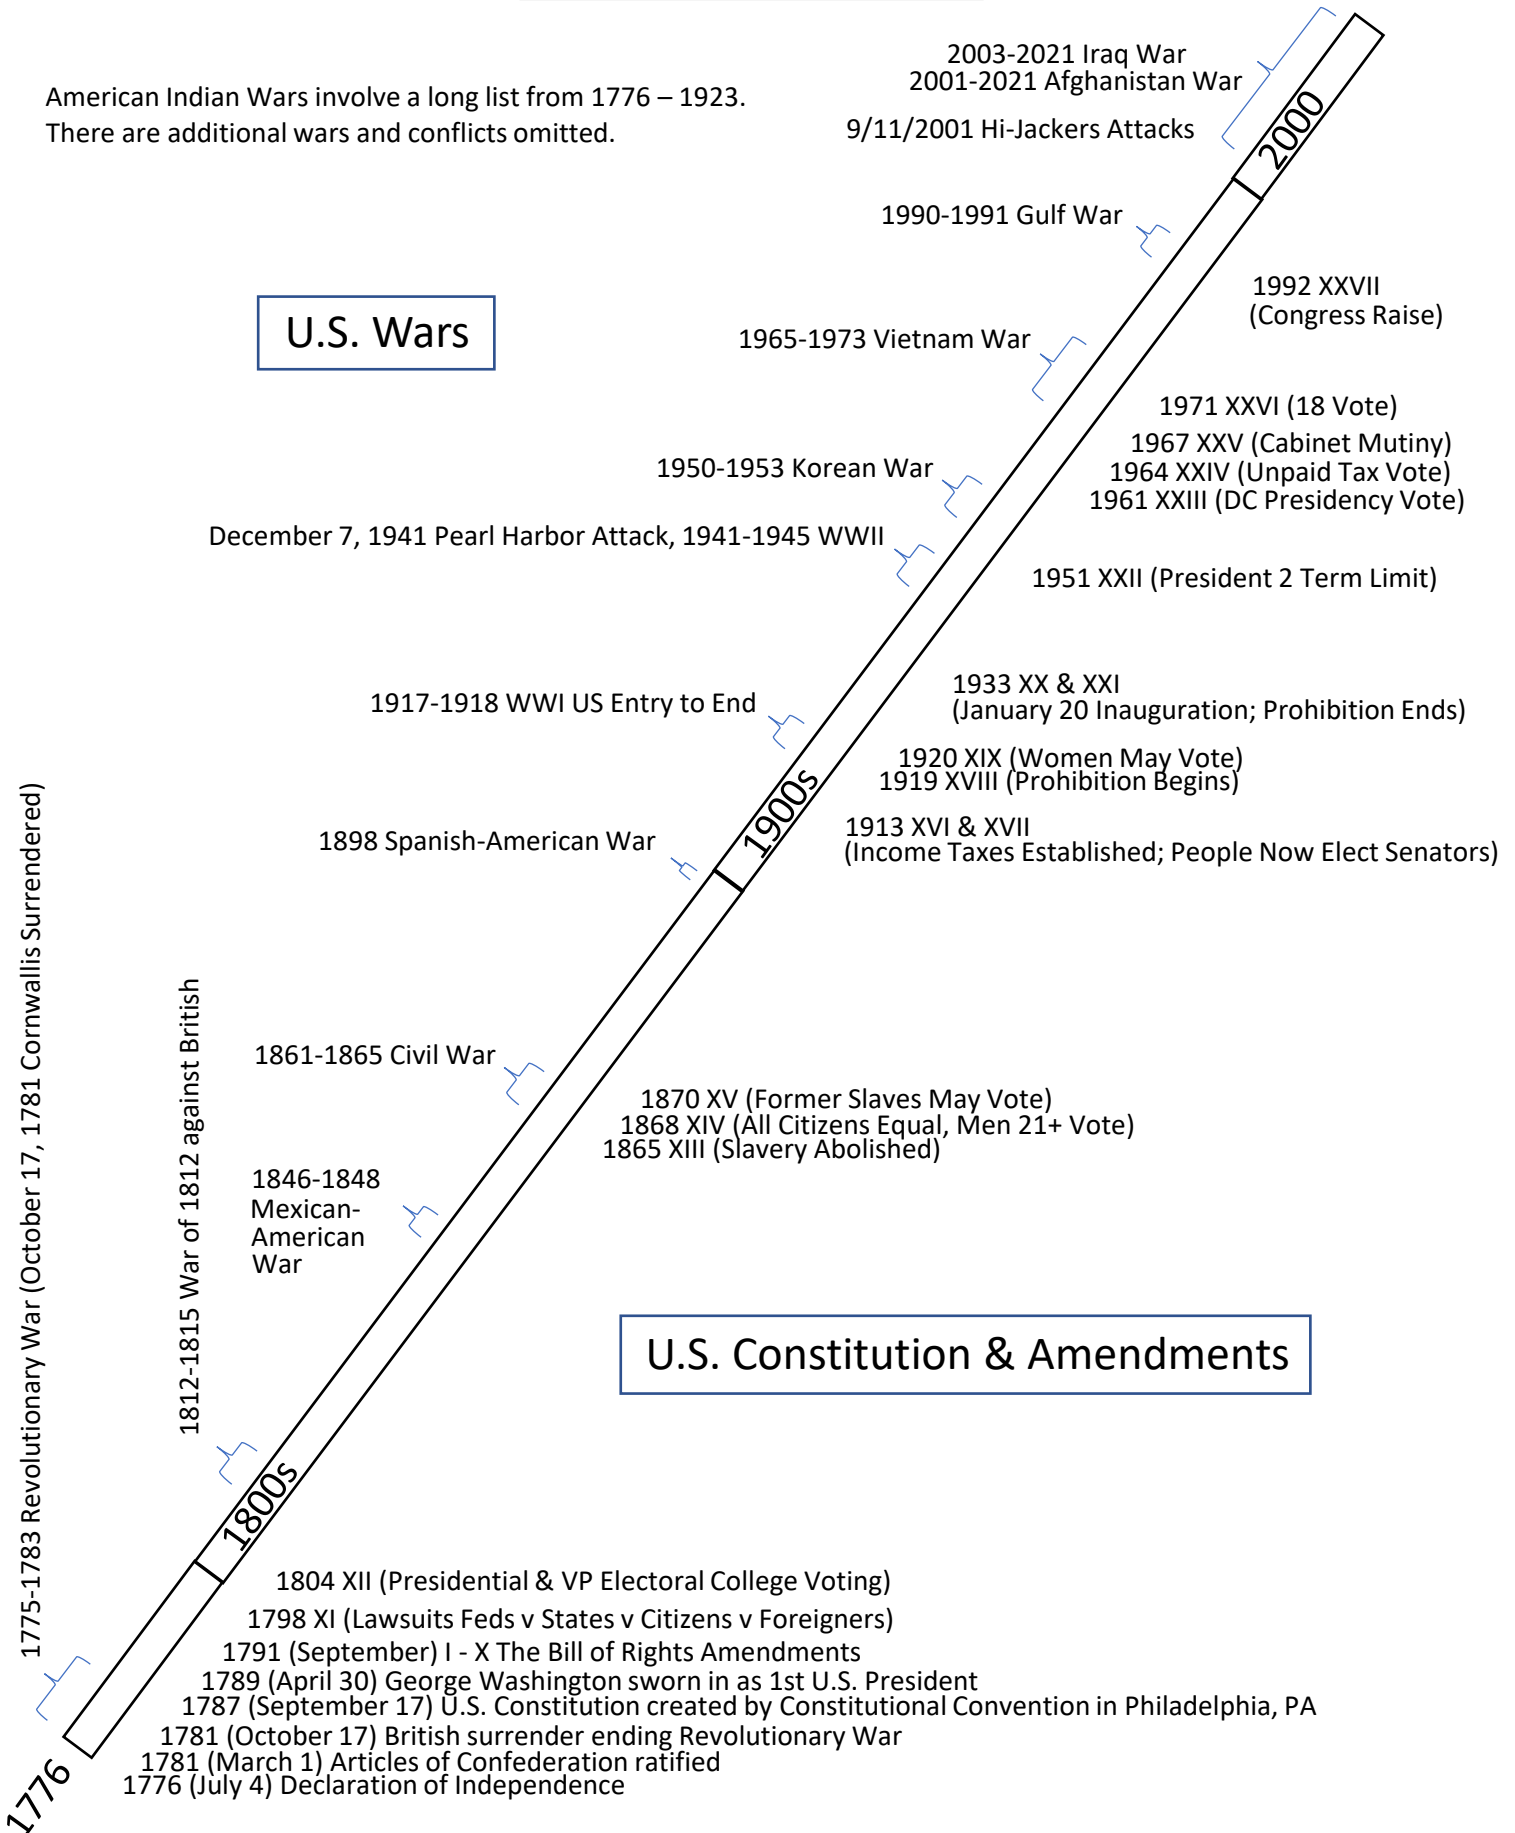 2003-2021 Iraq War
2001-2021 Afghanistan War
American Indian Wars involve a long list from 1776 – 1923.
There are additional wars and conflicts omitted.
9/11/2001 Hi-Jackers Attacks
2000
1990-1991 Gulf War
U.S. Wars
1992 XXVII
(Congress Raise)
1965-1973 Vietnam War
1971 XXVI (18 Vote)
1967 XXV (Cabinet Mutiny)
1964 XXIV (Unpaid Tax Vote)
1961 XXIII (DC Presidency Vote)
1950-1953 Korean War
December 7, 1941 Pearl Harbor Attack, 1941-1945 WWII
1951 XXII (President 2 Term Limit)
1917-1918 WWI US Entry to End
1933 XX & XXI
(January 20 Inauguration; Prohibition Ends)
1920 XIX (Women May Vote)
1919 XVIII (Prohibition Begins)
1900s
1913 XVI & XVII
(Income Taxes Established; People Now Elect Senators)
1898 Spanish-American War
1775-1783 Revolutionary War (October 17, 1781 Cornwallis Surrendered)
1812-1815 War of 1812 against British
1861-1865 Civil War
1870 XV (Former Slaves May Vote)
1868 XIV (All Citizens Equal, Men 21+ Vote)
1865 XIII (Slavery Abolished)
1846-1848
Mexican-
American
War
U.S. Constitution & Amendments
1800s
1804 XII (Presidential & VP Electoral College Voting)
1798 XI (Lawsuits Feds v States v Citizens v Foreigners)
1791 (September) I - X The Bill of Rights Amendments
1789 (April 30) George Washington sworn in as 1st U.S. President
1787 (September 17) U.S. Constitution created by Constitutional Convention in Philadelphia, PA
1781 (October 17) British surrender ending Revolutionary War
1781 (March 1) Articles of Confederation ratified
1776 (July 4) Declaration of Independence
1776